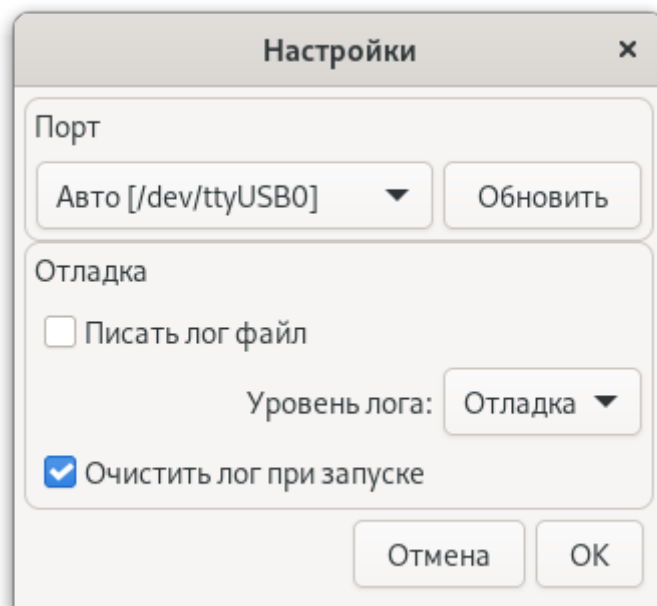 Настройки
Порт
Авто [/dev/ttyUSB0]
Обновить
Отладка
Писать лог файл
Уровень лога: Отладка
Очистить лог при запуске
Отмена
OK